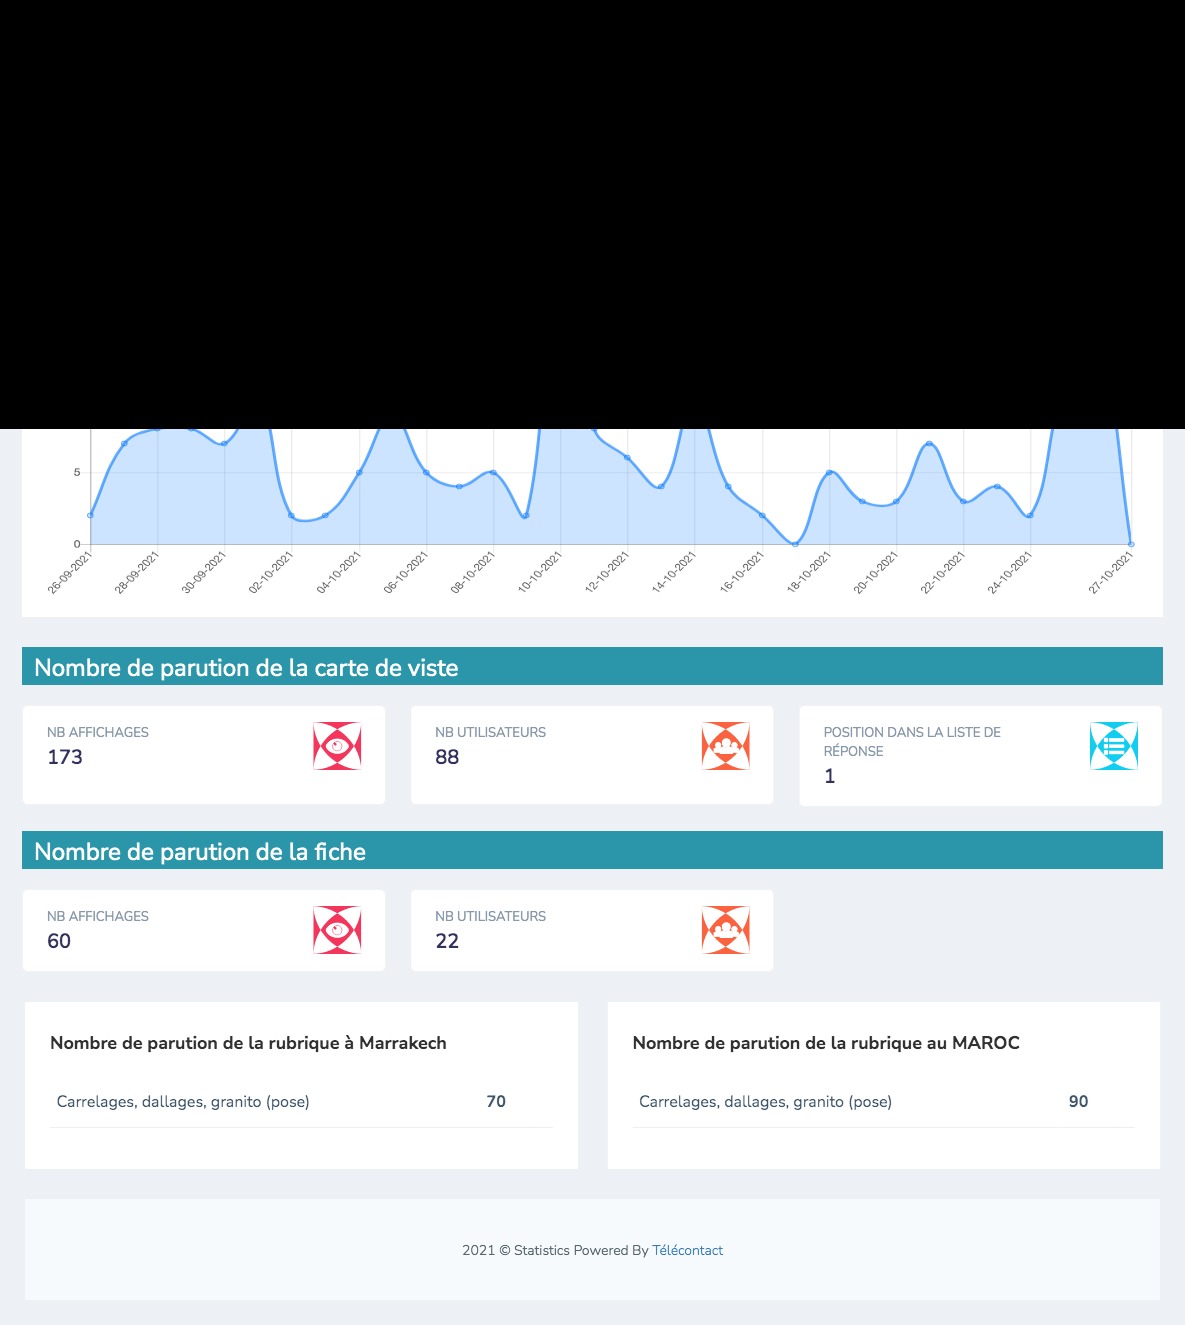 5
0
26-09-2021
28-09-2021
30-09-2021
02-10-2021
04-10-2021
06-10-2021
08-10-2021
10-10-2021
12-10-2021
14-10-2021
16-10-2021
18-10-2021
20-10-2021
22-10-2021
24-10-2021
27-10-2021
Nombre de parution de la carte de viste
NB AFFICHAGES
173
NB UTILISATEURS
88
POSITION DANS LA LISTE DE
RÉPONSE
1
Nombre de parution de la fiche
NB AFFICHAGES
60
NB UTILISATEURS
22
Nombre de parution de la rubrique à Marrakech
Carrelages, dallages, granito (pose) 70
Nombre de parution de la rubrique au MAROC
Carrelages, dallages, granito (pose) 90
2021 © Statistics Powered By Télécontact